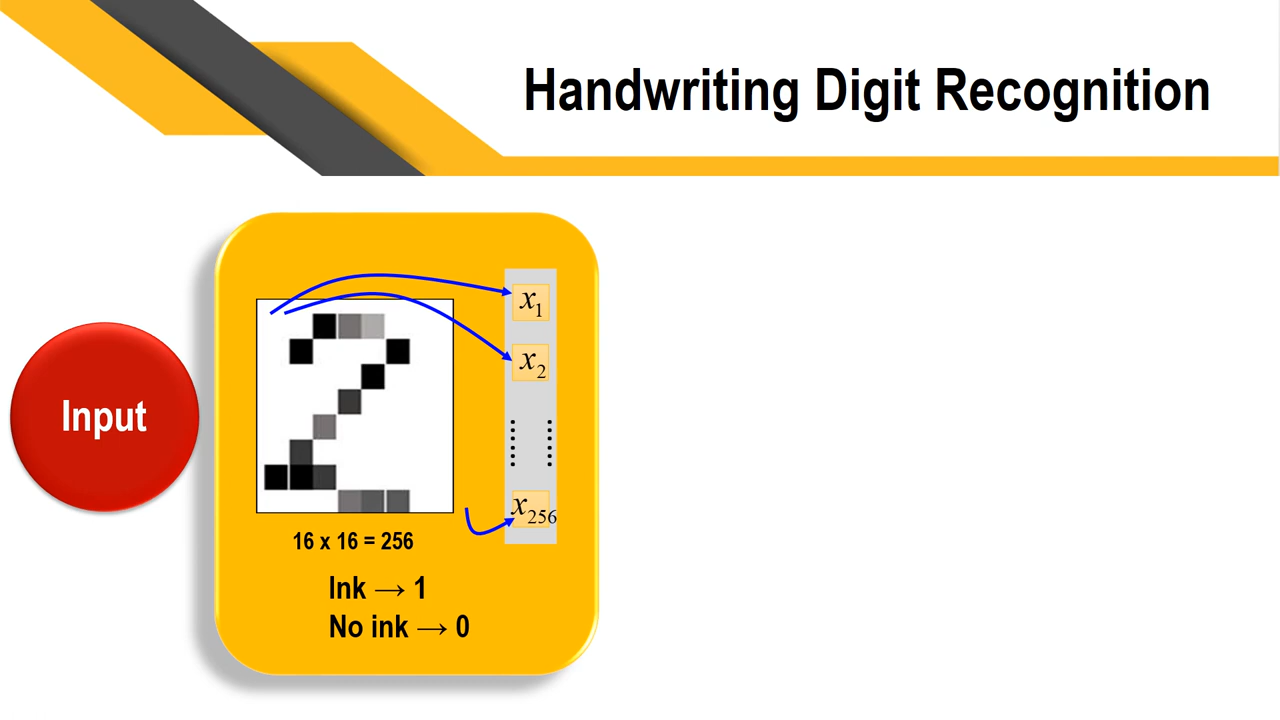 Handwriting Digit Recognition
Input
x1
x2
x256
16 x 16 = 256
Ink → 1
No ink → 0